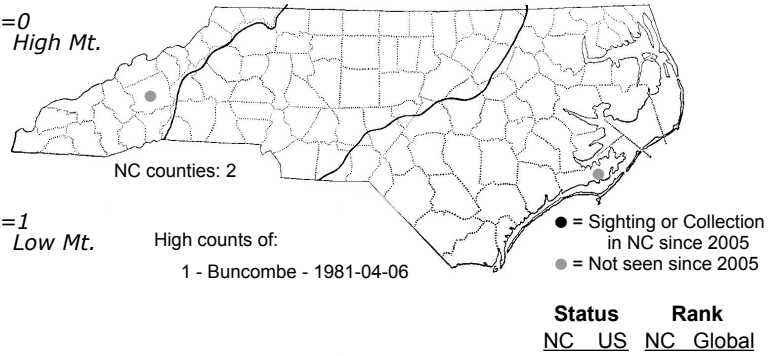 =0
High Mt.
NC counties: 2
=1
Low Mt.
High counts of:
1 - Buncombe - 1981-04-06
● = Sighting or Collection
in NC since 2005
● = Not seen since 2005
Status Rank
NC US NC Global